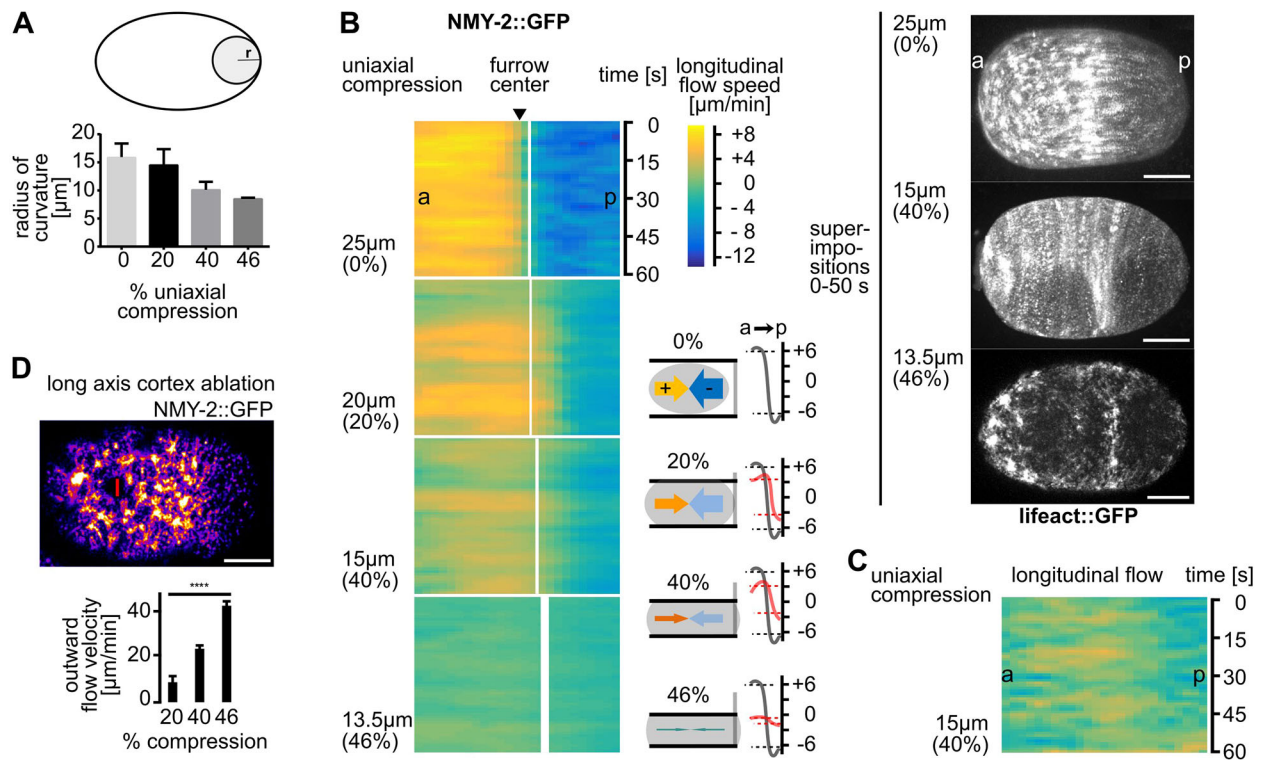 A
r
radius of
curvature
[µm]
20
15
10
5
0
0 20 40 46
% uniaxial
compression
B
NMY-2::GFP
uniaxial
compression
furrow
center
time [s]
longitudinal
flow speed
[µm/min]
a
p
0
15
30
45
60
+8
+4
0
- 4
- 8
-12
25µm
(0%)
20µm
(20%)
15µm
(40%)
13.5µm
(46%)
a p
0%
+ -
+6
0
-6
20%
+6
0
-6
40%
+6
0
-6
46%
+6
0
-6
super-
impo-
sitions
0-50 s
25µm
(0%)
a p
15µm
(40%)
13.5µm
(46%)
lifeact::GFP
C
uniaxial
compression
longitudinal flow
time [s]
a
p
0
15
30
45
60
15µm
(40%)
D
long axis cortex ablation
NMY-2::GFP
outward
flow velocity
[µm/min]
****
40
20
0
20 40 46
% compression